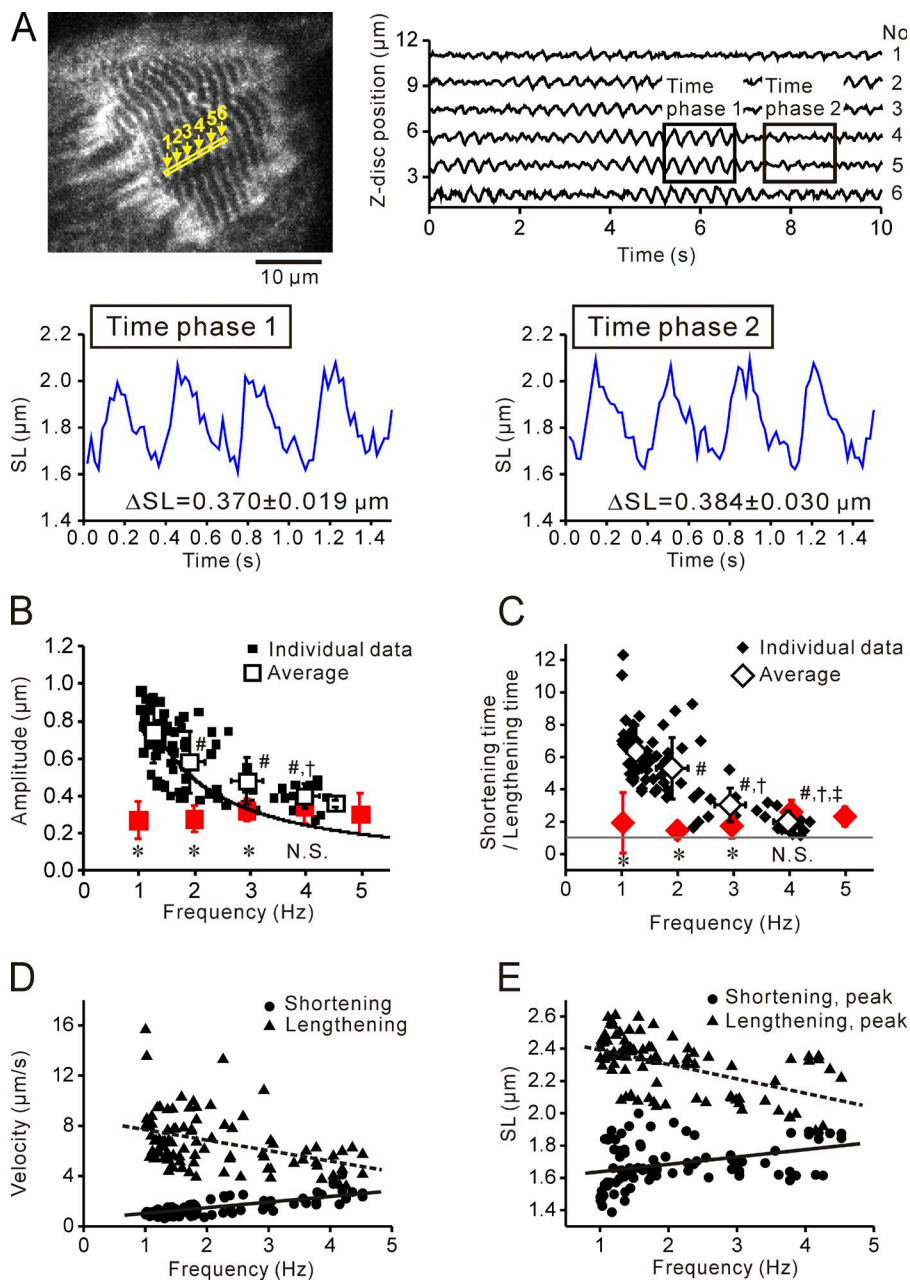 A
123456
10 µm
Z-disc position (µm)
12
9
6
3
No
1
2
3
4
5
6
Time phase 1
Time phase 2
0 2 4 6 8 10
Time (s)
Time phase 1
SL (µm)
2.2
2.0
1.8
1.6
1.4
ΔSL=0.370±0.019 µm
0.0 0.2 0.4 0.6 0.8 1.0 1.2 1.4
Time (s)
Time phase 2
SL (µm)
2.2
2.0
1.8
1.6
1.4
ΔSL=0.384±0.030 µm
0.0 0.2 0.4 0.6 0.8 1.0 1.2 1.4
Time (s)
B
Amplitude (µm)
1.2
1.0
0.8
0.6
0.4
0.2
0.0
Individual data
Average
#
#
#,†
* * * N.S.
0 1 2 3 4 5
Frequency (Hz)
C
Shortening time
/ Lengthening time
12
10
8
6
4
2
0
Individual data
Average
#
#,†
#,†,‡
* * * N.S.
0 1 2 3 4 5
Frequency (Hz)
D
Velocity (µm/s)
16
12
8
4
0
Shortening
Lengthening
0 1 2 3 4 5
Frequency (Hz)
E
SL (µm)
2.6
2.4
2.2
2.0
1.8
1.6
1.4
Shortening, peak
Lengthening, peak
1 2 3 4 5
Frequency (Hz)